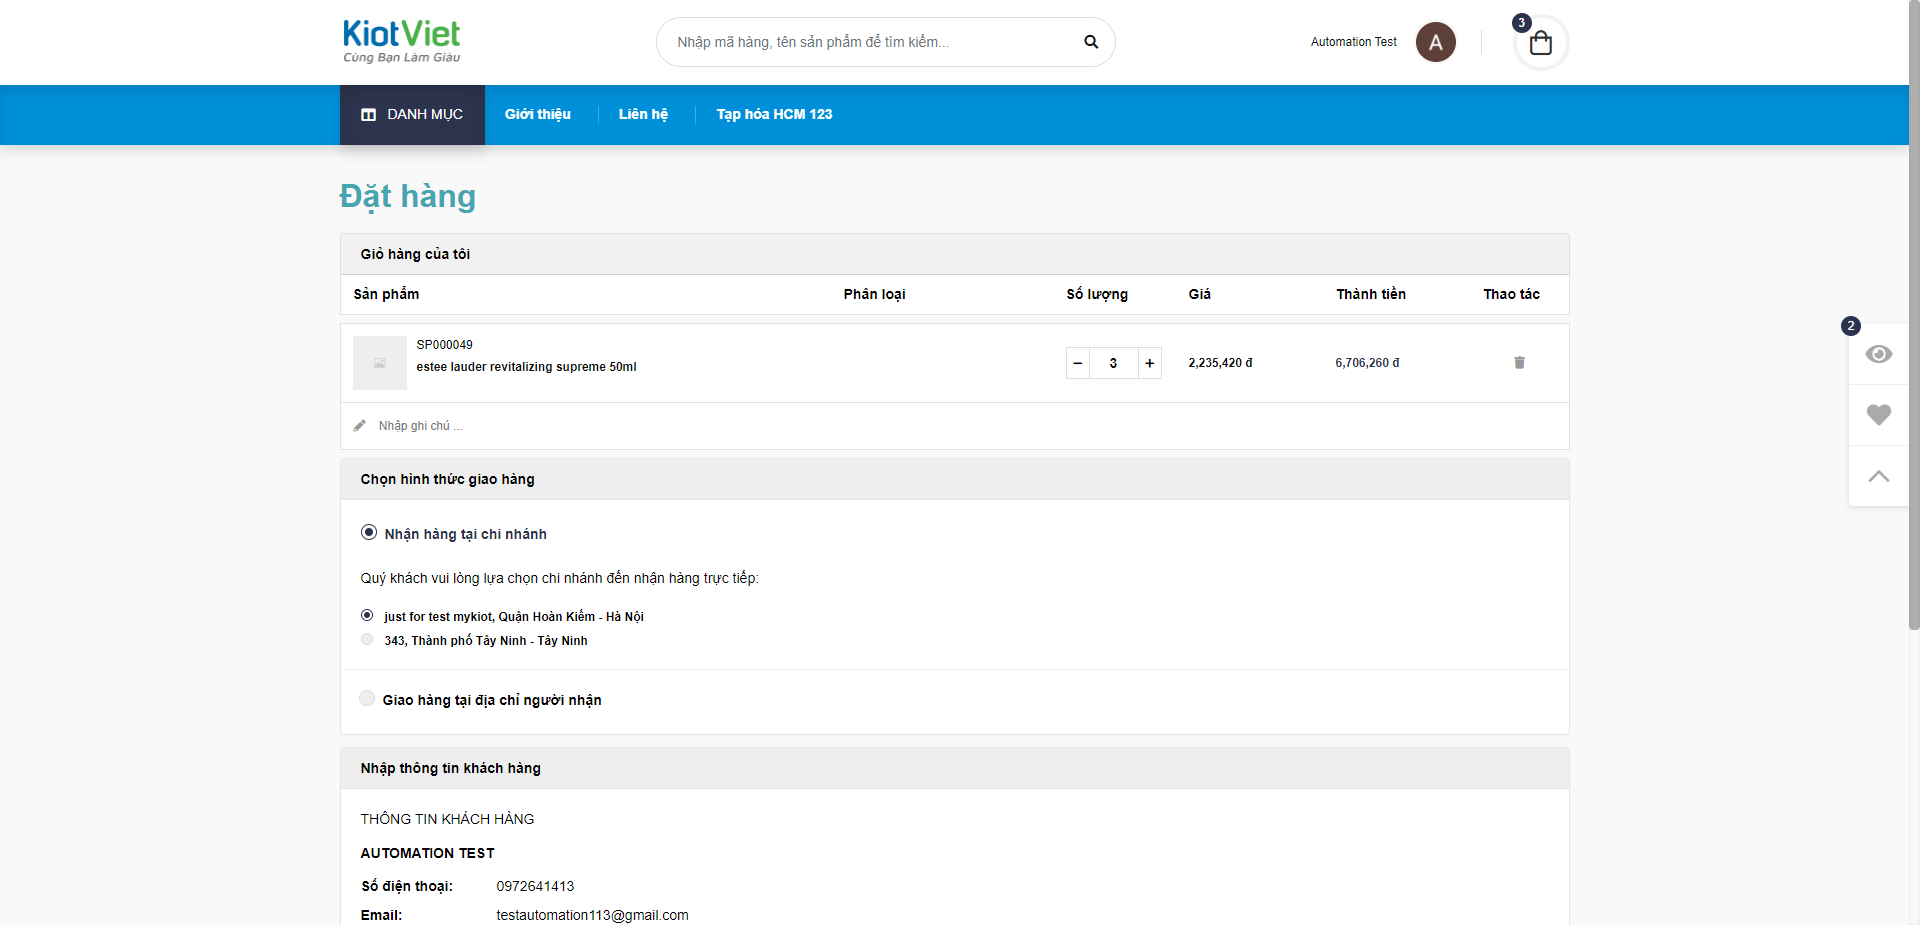 KiotViet
Cùng Bạn Làm Giàu
Nhập mã hàng, tên sản phẩm để tìm kiếm...
Automation Test
A
3
DANH MỤC
Giới thiệu
Liên hệ
Tạp hóa HCM 123
Đặt hàng
Giỏ hàng của tôi
Sản phẩm
Phân loại
Số lượng
Giá
Thành tiền
Thao tác
SP000049
estee lauder revitalizing supreme 50ml
− 3 +
2,235,420 đ
6,706,260 đ
2
Nhập ghi chú ...
Chọn hình thức giao hàng
Nhận hàng tại chi nhánh
Quý khách vui lòng lựa chọn chi nhánh đến nhận hàng trực tiếp:
just for test mykiot, Quận Hoàn Kiếm - Hà Nội
343, Thành phố Tây Ninh - Tây Ninh
Giao hàng tại địa chỉ người nhận
Nhập thông tin khách hàng
THÔNG TIN KHÁCH HÀNG
AUTOMATION TEST
Số điện thoại: 0972641413
Email: testautomation113@gmail.com